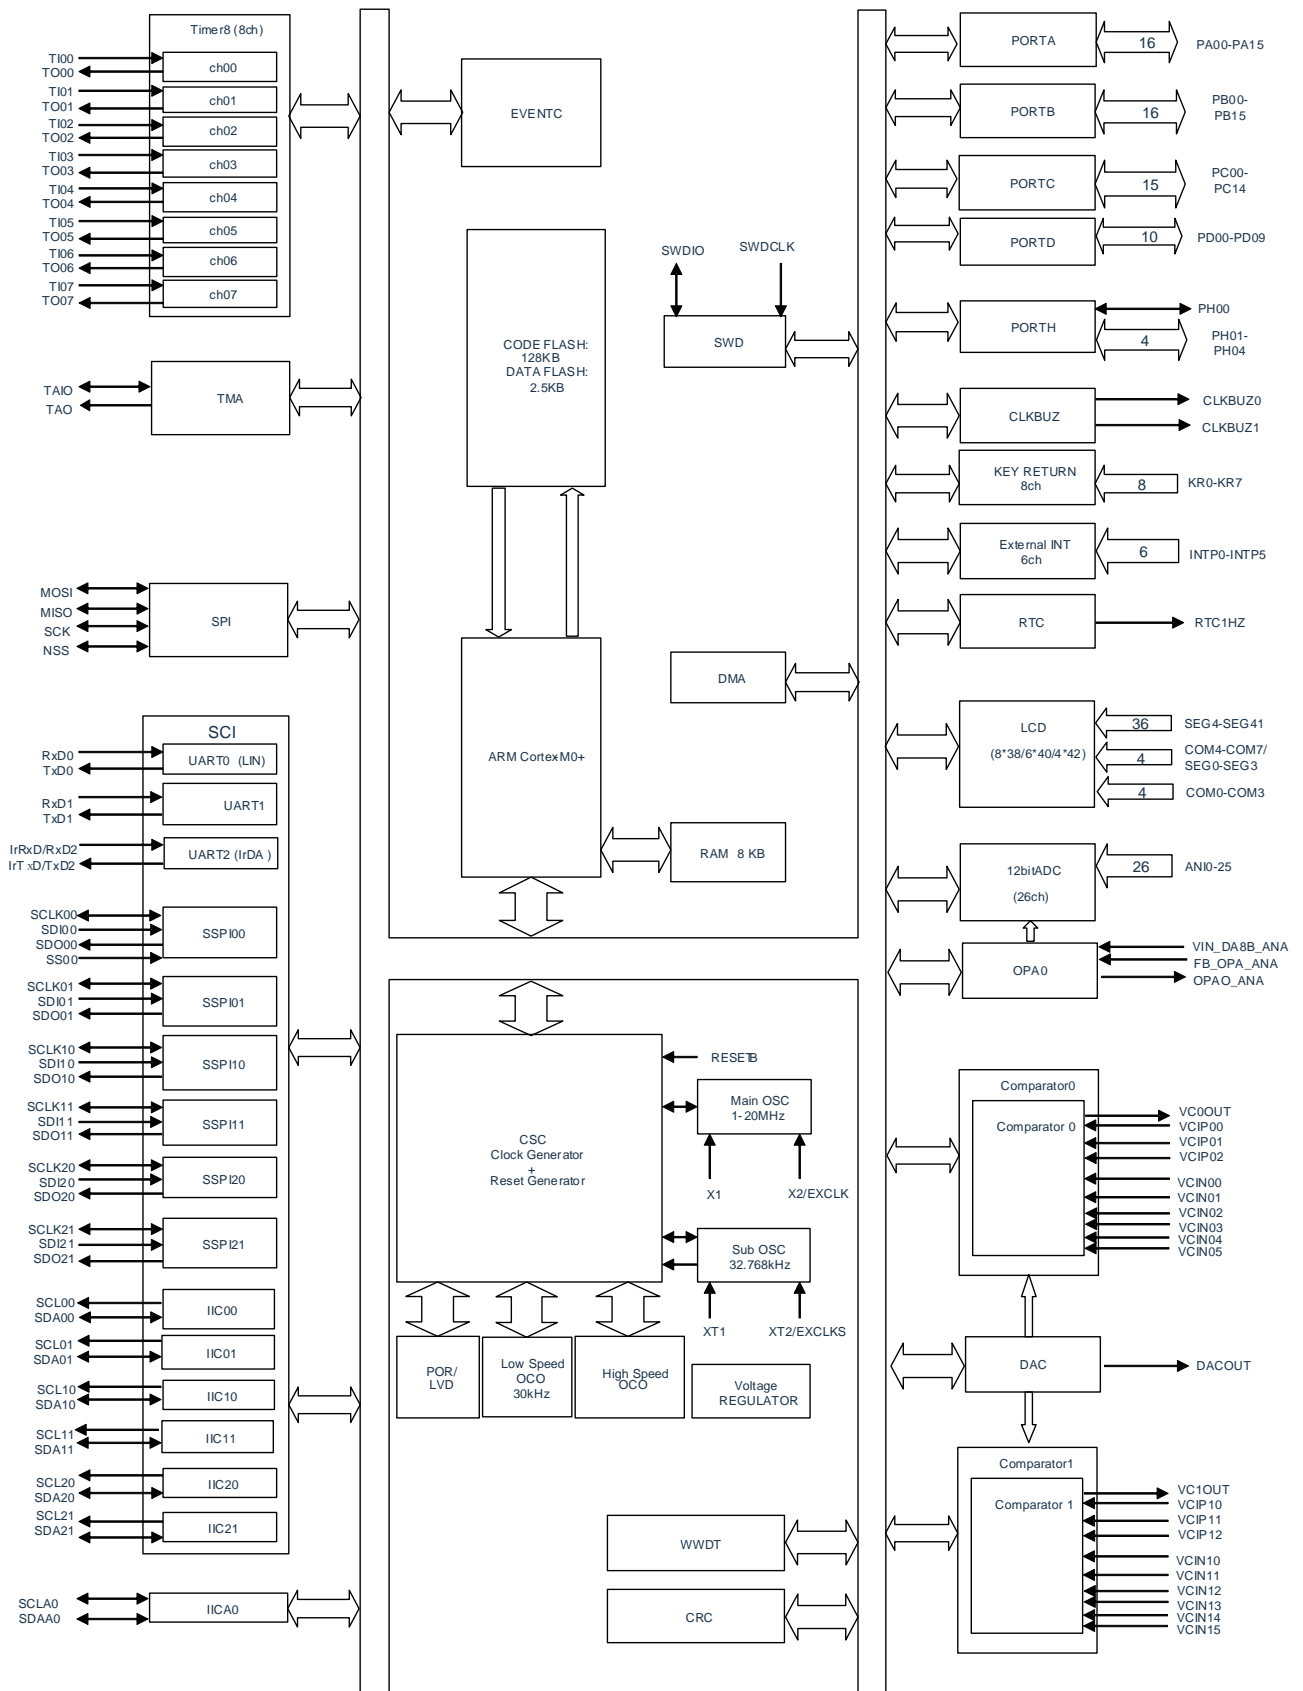 Timer8 (8ch)
TI00
TO00
ch00
TI01
TO01
ch01
TI02
TO02
ch02
TI03
TO03
ch03
TI04
TO04
ch04
TI05
TO05
ch05
TI06
TO06
ch06
TI07
TO07
ch07
TAIO
TAO
TMA
MOSI
MISO
SCK
NSS
SPI
SCI
RxD0
TxD0
UART0 (LIN)
RxD1
TxD1
UART1
IrRxD/RxD2
IrTxD/TxD2
UART2 (IrDA )
SCLK00
SDI00
SDO00
SS00
SSPI00
SCLK01
SDI01
SDO01
SSPI01
SCLK10
SDI10
SDO10
SSPI10
SCLK11
SDI11
SDO11
SSPI11
SCLK20
SDI20
SDO20
SSPI20
SCLK21
SDI21
SDO21
SSPI21
SCL00
SDA00
IIC00
SCL01
SDA01
IIC01
SCL10
SDA10
IIC10
SCL11
SDA11
IIC11
SCL20
SDA20
IIC20
SCL21
SDA21
IIC21
SCLA0
SDAA0
IICA0
EVENTC
CODE FLASH:
128KB
DATA FLASH:
2.5KB
SWDIO
SWDCLK
SWD
DMA
ARM Cortex-M0+
RAM 8 KB
CSC
Clock Generator
+
Reset Generator
RESETB
Main OSC
1-20MHz
X1
X2/EXCLK
Sub OSC
32.768kHz
XT1
XT2/EXCLKS
POR/
LVD
Low Speed
OCO
30kHz
High Speed
OCO
Voltage
REGULATOR
WWDT
CRC
PORTA
16
PA00-PA15
PORTB
16
PB00-
PB15
PORTC
15
PC00-
PC14
PORTD
10
PD00-PD09
PORTH
PH00
4
PH01-
PH04
CLKBUZ
CLKBUZ0
CLKBUZ1
KEY RETURN
8ch
8
KR0-KR7
External INT
6ch
6
INTP0-INTP5
RTC
RTC1HZ
LCD
(8*38/6*40/4*42)
36
SEG4-SEG41
4
COM4-COM7/
SEG0-SEG3
4
COM0-COM3
12bitADC
(26ch)
26
ANI0-25
OPA0
VIN_DA8B_ANA
FB_OPA_ANA
OPAO_ANA
Comparator0
Comparator 0
VC0OUT
VCIP00
VCIP01
VCIP02
VCIN00
VCIN01
VCIN02
VCIN03
VCIN04
VCIN05
DAC
DACOUT
Comparator1
Comparator 1
VC1OUT
VCIP10
VCIP11
VCIP12
VCIN10
VCIN11
VCIN12
VCIN13
VCIN14
VCIN15